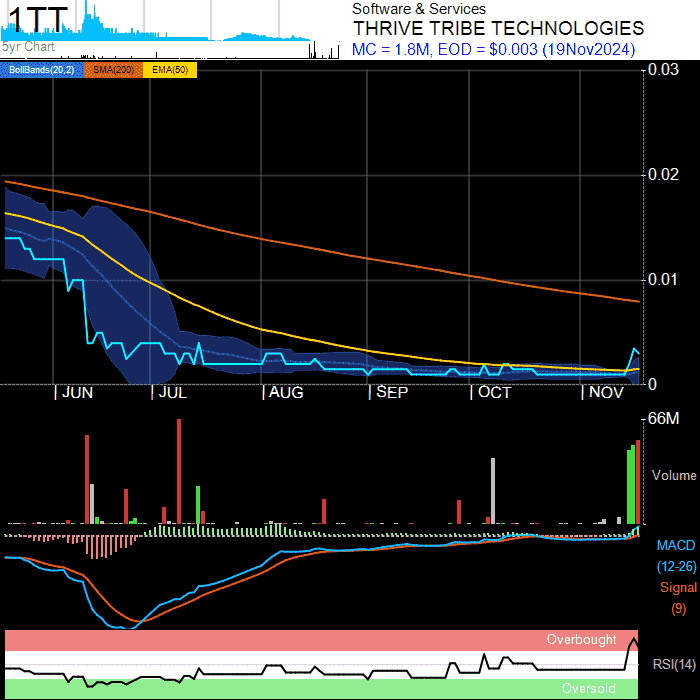 1TT
5yr Chart
Software & Services
THRIVE TRIBE TECHNOLOGIES
MC = 1.8M, EOD = $0.003 (19Nov2024)
BollBands(20,2) SMA(200) EMA(50)
0.03
0.02
0.01
0
JUN JUL AUG SEP OCT NOV
66M
Volume
MACD
(12-26)
Signal
(9)
Overbought
RSI(14)
Oversold